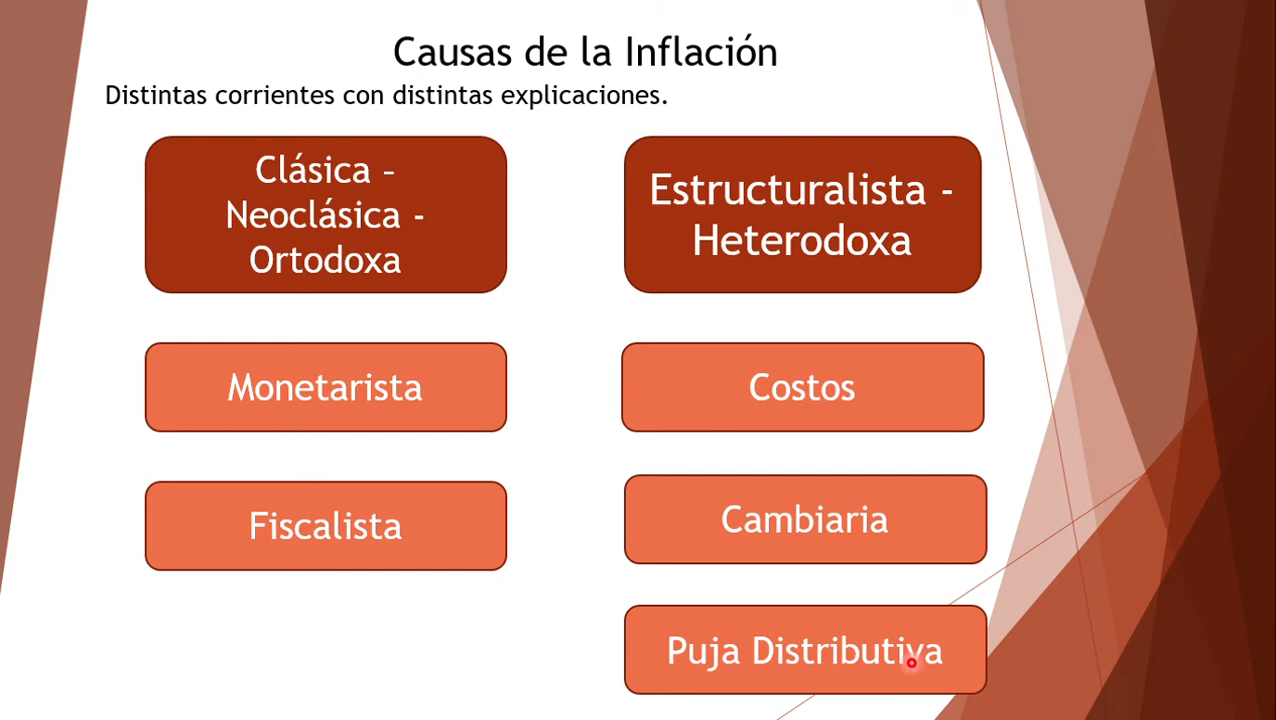 Causas de la Inflación
Distintas corrientes con distintas explicaciones.
Clásica –
Neoclásica -
Ortodoxa
Monetarista
Fiscalista
Estructuralista -
Heterodoxa
Costos
Cambiaria
Puja Distributiva